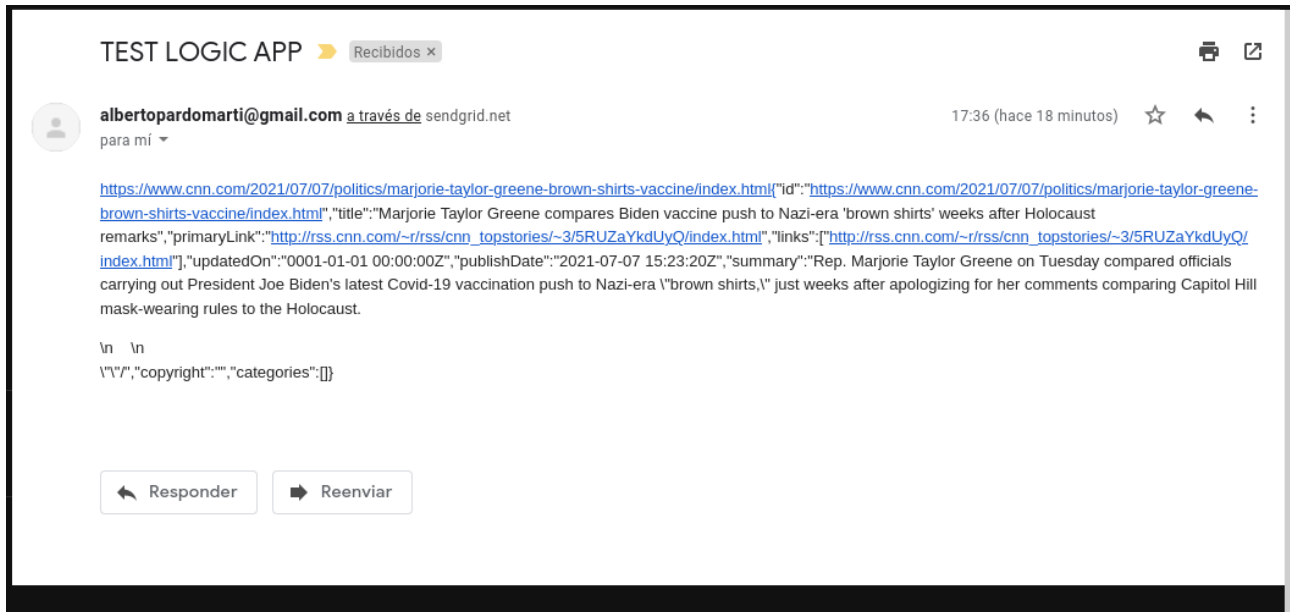 TEST LOGIC APP Recibidos ×
albertopardomarti@gmail.com a través de sendgrid.net 17:36 (hace 18 minutos)
para mí
https://www.cnn.com/2021/07/07/politics/marjorie-taylor-greene-brown-shirts-vaccine/index.html{"id":"https://www.cnn.com/2021/07/07/politics/marjorie-taylor-greene-
brown-shirts-vaccine/index.html","title":"Marjorie Taylor Greene compares Biden vaccine push to Nazi-era 'brown shirts' weeks after Holocaust
remarks","primaryLink":"http://rss.cnn.com/~r/rss/cnn_topstories/~3/5RUZaYkdUyQ/index.html","links":["http://rss.cnn.com/~r/rss/cnn_topstories/~3/5RUZaYkdUyQ/
index.html"],"updatedOn":"0001-01-01 00:00:00Z","publishDate":"2021-07-07 15:23:20Z","summary":"Rep. Marjorie Taylor Greene on Tuesday compared officials
carrying out President Joe Biden's latest Covid-19 vaccination push to Nazi-era \"brown shirts,\" just weeks after apologizing for her comments comparing Capitol Hill
mask-wearing rules to the Holocaust.
\n \n
\"\"/","copyright":"","categories":[]}
Responder Reenviar